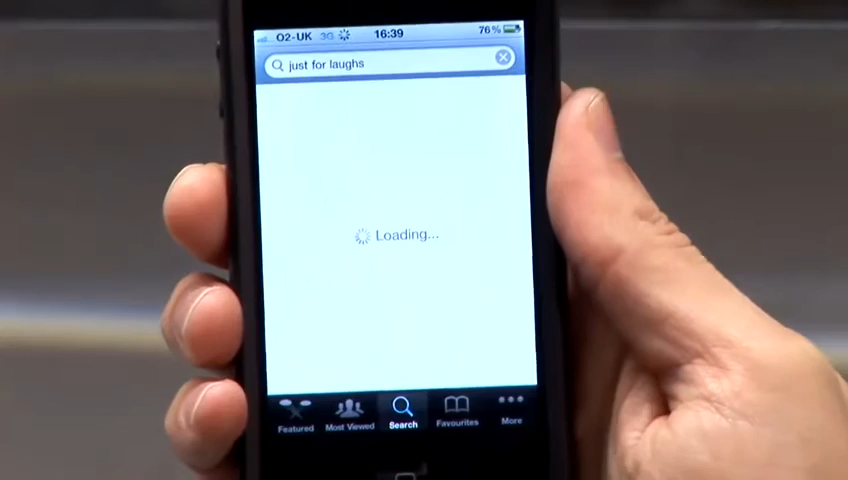 O2-UK 3G 16:39 76%
just for laughs
Loading...
Featured Most Viewed Search Favourites More